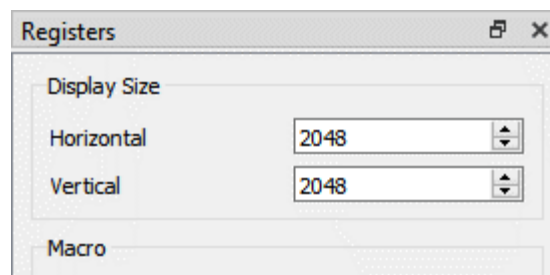 Registers
Display Size
Horizontal 2048
Vertical 2048
Macro